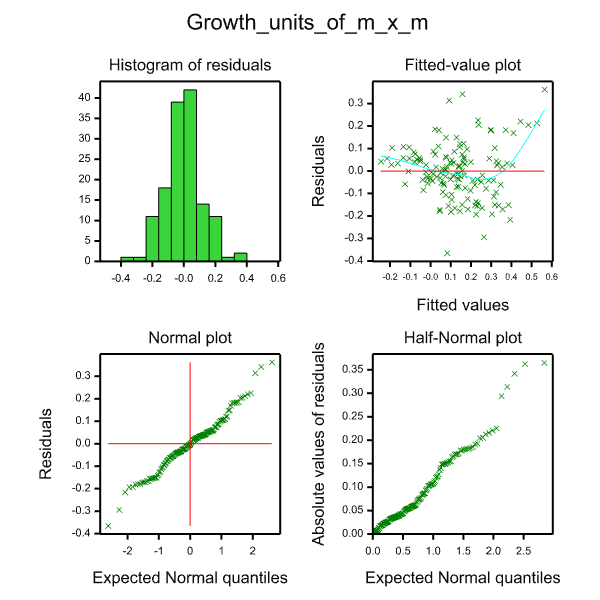 Growth_units_of_m_x_m
Histogram of residuals
40
35
30
25
20
15
10
5
0
-0.4 -0.2 -0.0 0.2 0.4 0.6
Fitted-value plot
Residuals
0.3
0.2
0.1
0.0
-0.1
-0.2
-0.3
-0.4
-0.2 -0.1 -0.0 0.1 0.2 0.3 0.4 0.5 0.6
Fitted values
Normal plot
Residuals
0.3
0.2
0.1
0.0
-0.1
-0.2
-0.3
-0.4
-2 -1 0 1 2
Expected Normal quantiles
Half-Normal plot
Absolute values of residuals
0.35
0.30
0.25
0.20
0.15
0.10
0.05
0.00
0.0 0.5 1.0 1.5 2.0 2.5
Expected Normal quantiles